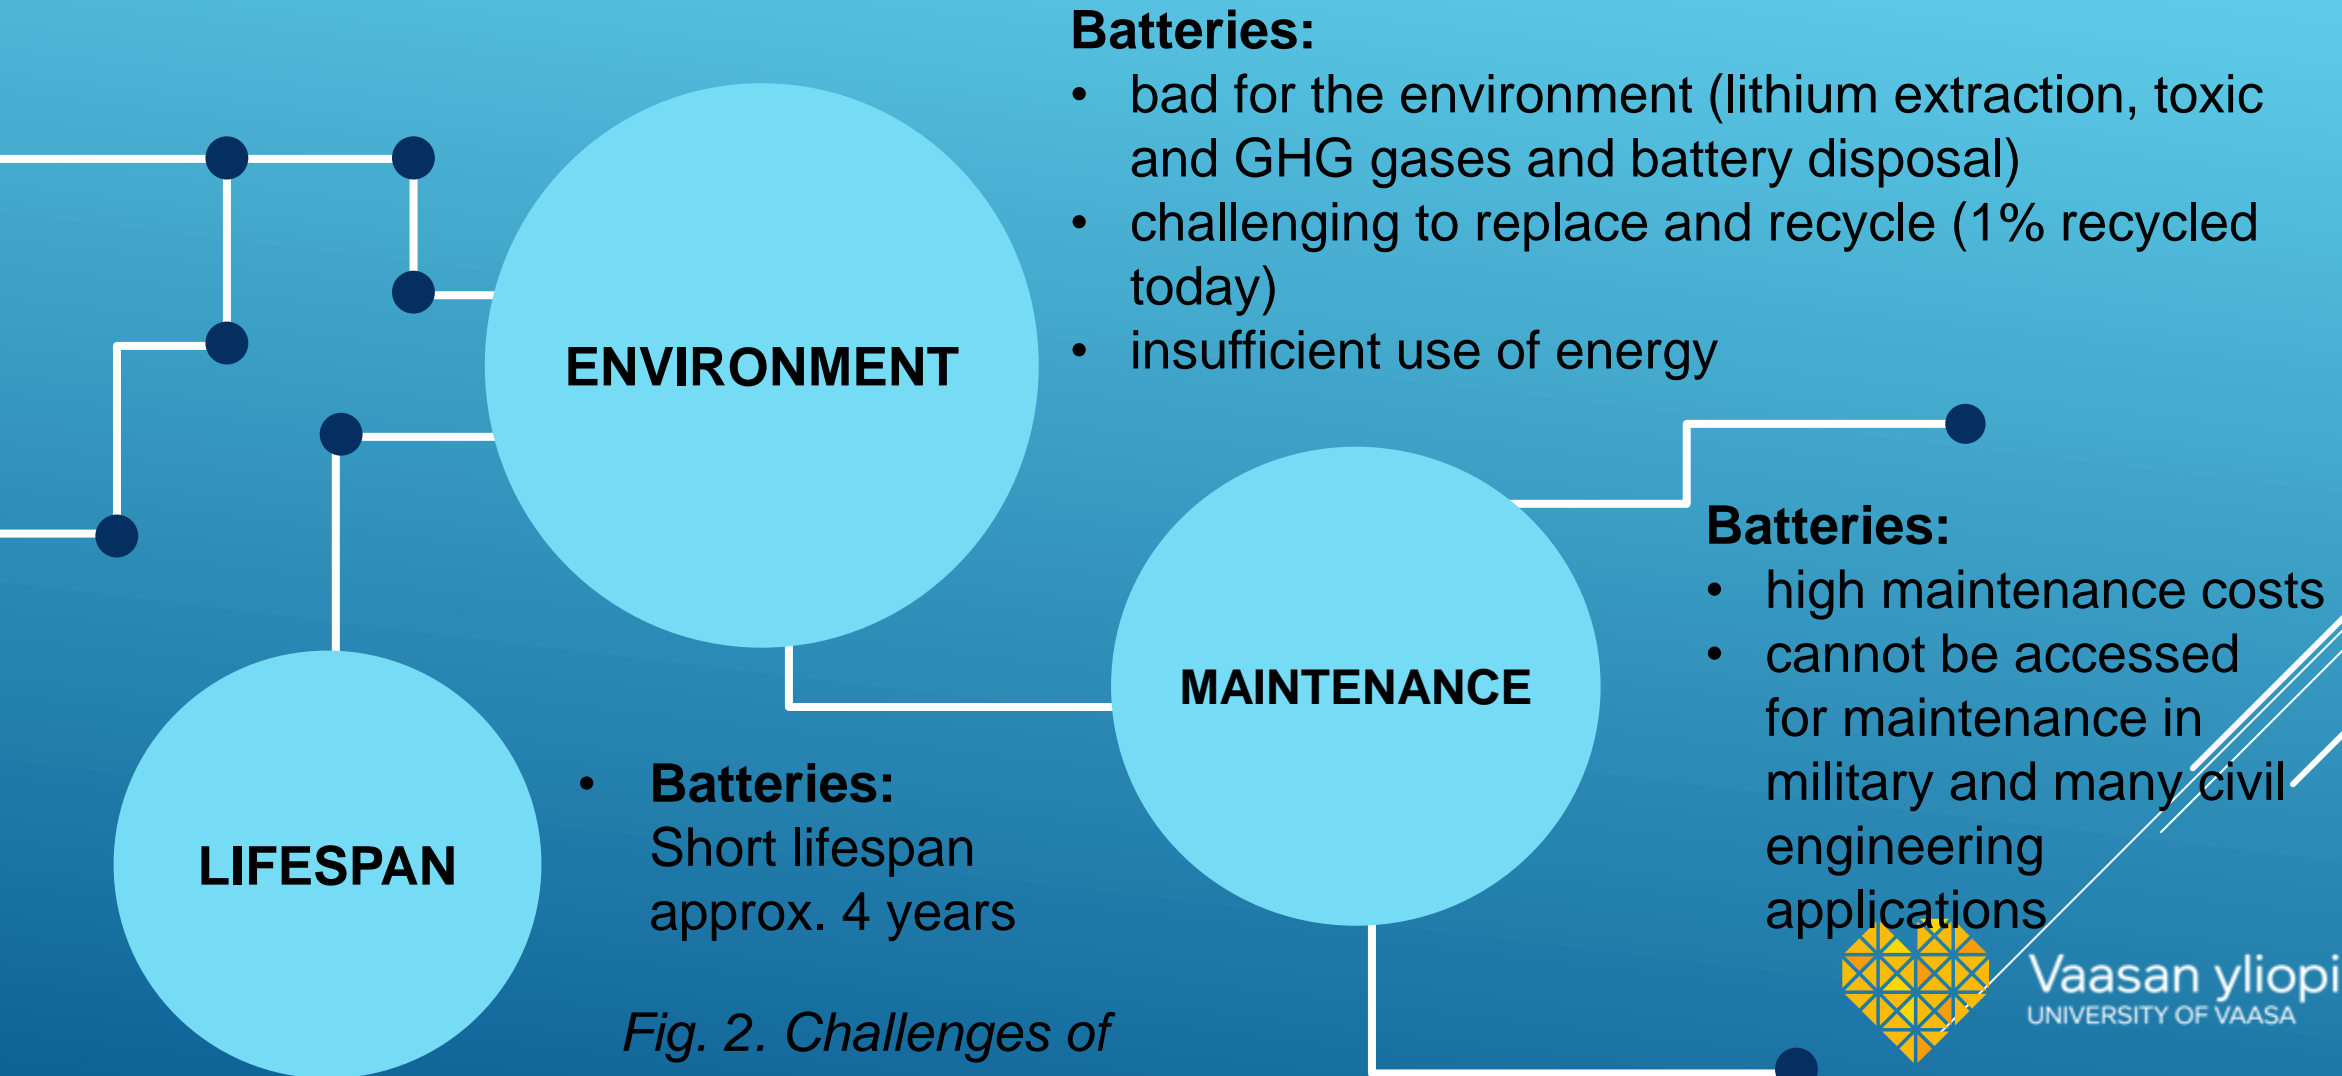 Batteries:
• bad for the environment (lithium extraction, toxic
and GHG gases and battery disposal)
• challenging to replace and recycle (1% recycled
today)
• insufficient use of energy
ENVIRONMENT
MAINTENANCE
Batteries:
• high maintenance costs
• cannot be accessed
for maintenance in
military and many civil
engineering
applications
LIFESPAN
• Batteries:
Short lifespan
approx. 4 years
Fig. 2. Challenges of
Vaasan yliopi
UNIVERSITY OF VAASA